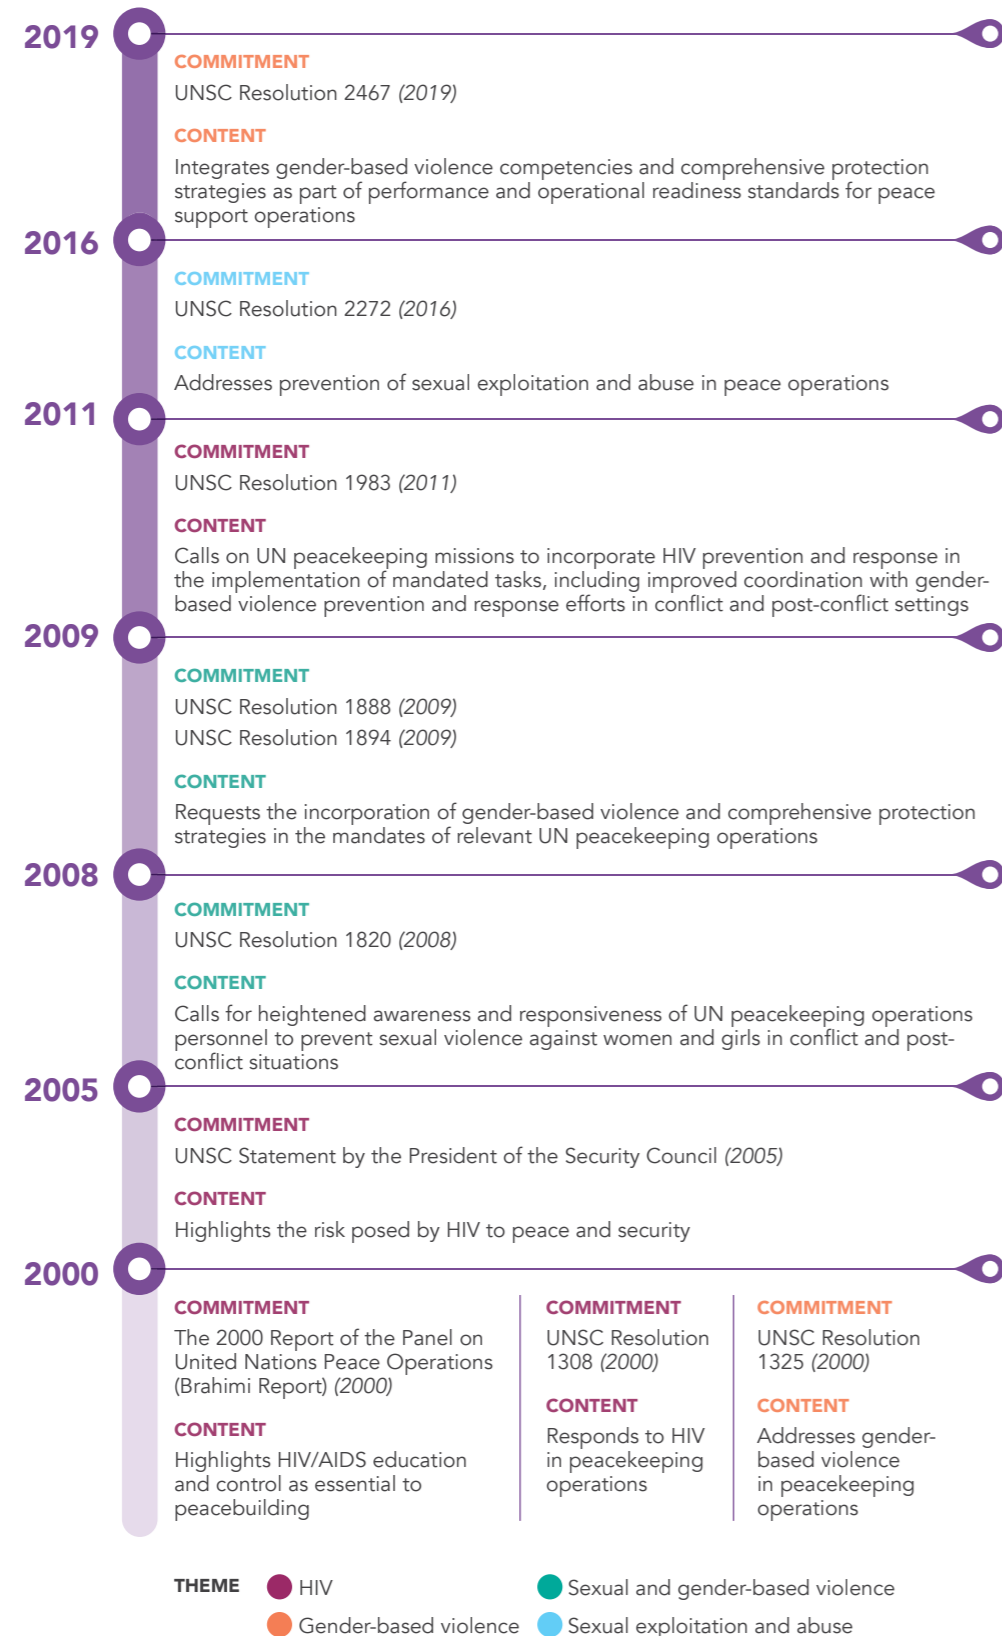 2019
COMMITMENT
UNSC Resolution 2467 (2019)
CONTENT
Integrates gender-based violence competencies and comprehensive protection
strategies as part of performance and operational readiness standards for peace
support operations
2016
COMMITMENT
UNSC Resolution 2272 (2016)
CONTENT
Addresses prevention of sexual exploitation and abuse in peace operations
2011
COMMITMENT
UNSC Resolution 1983 (2011)
CONTENT
Calls on UN peacekeeping missions to incorporate HIV prevention and response in
the implementation of mandated tasks, including improved coordination with gender-
based violence prevention and response efforts in conflict and post-conflict settings
2009
COMMITMENT
UNSC Resolution 1888 (2009)
UNSC Resolution 1894 (2009)
CONTENT
Requests the incorporation of gender-based violence and comprehensive protection
strategies in the mandates of relevant UN peacekeeping operations
2008
COMMITMENT
UNSC Resolution 1820 (2008)
CONTENT
Calls for heightened awareness and responsiveness of UN peacekeeping operations
personnel to prevent sexual violence against women and girls in conflict and post-
conflict situations
2005
COMMITMENT
UNSC Statement by the President of the Security Council (2005)
CONTENT
Highlights the risk posed by HIV to peace and security
2000
COMMITMENT
The 2000 Report of the Panel on
United Nations Peace Operations
(Brahimi Report) (2000)
CONTENT
Highlights HIV/AIDS education
and control as essential to
peacebuilding
COMMITMENT
UNSC Resolution
1308 (2000)
CONTENT
Responds to HIV
in peacekeeping
operations
COMMITMENT
UNSC Resolution
1325 (2000)
CONTENT
Addresses gender-
based violence
in peacekeeping
operations
THEME
HIV
Sexual and gender-based violence
Gender-based violence
Sexual exploitation and abuse